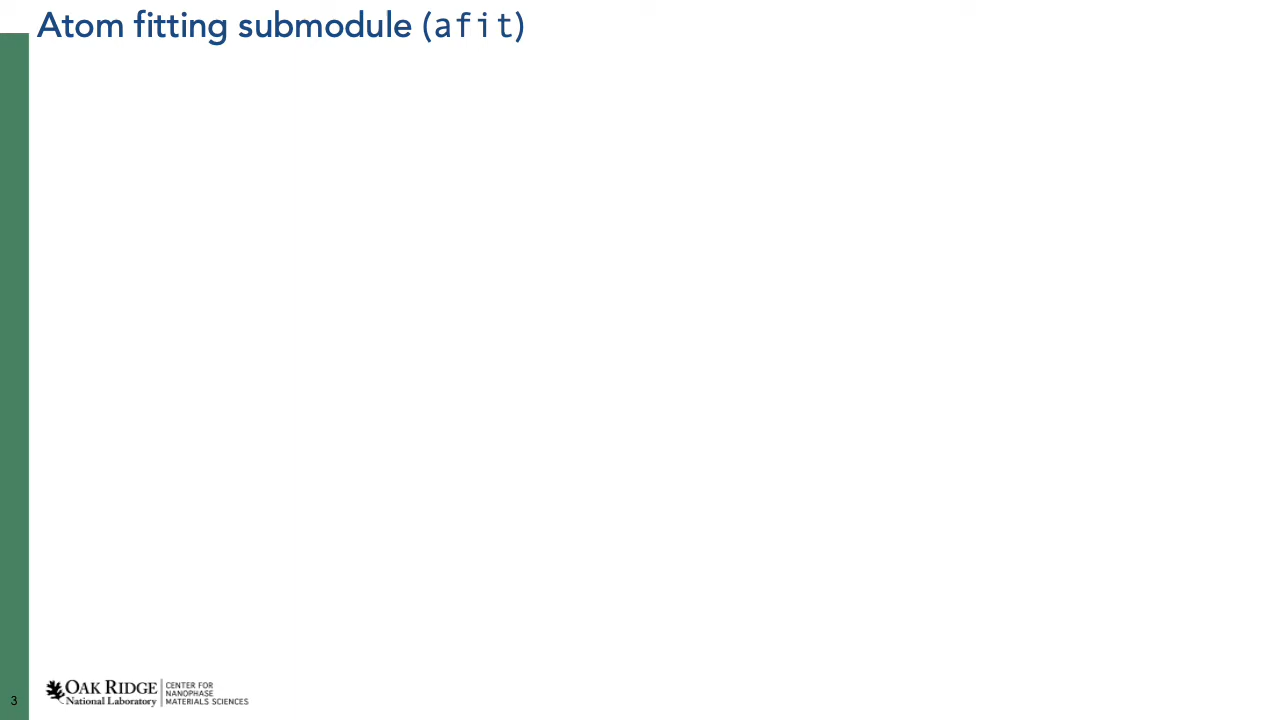 Atom fitting submodule (afit)
3
OAK RIDGE
National Laboratory
CENTER FOR
NANOPHASE
MATERIALS SCIENCES